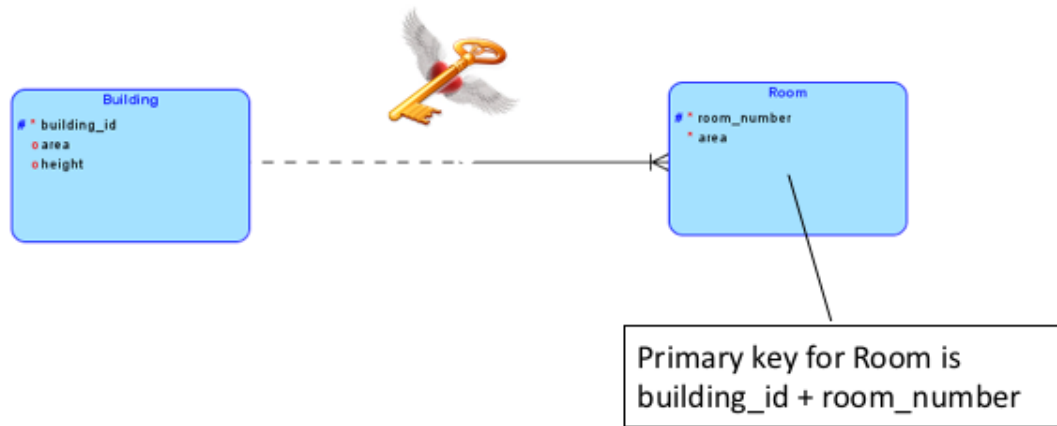 Building
# * building_id
o area
o height
Room
# * room_number
* area
Primary key for Room is
building_id + room_number